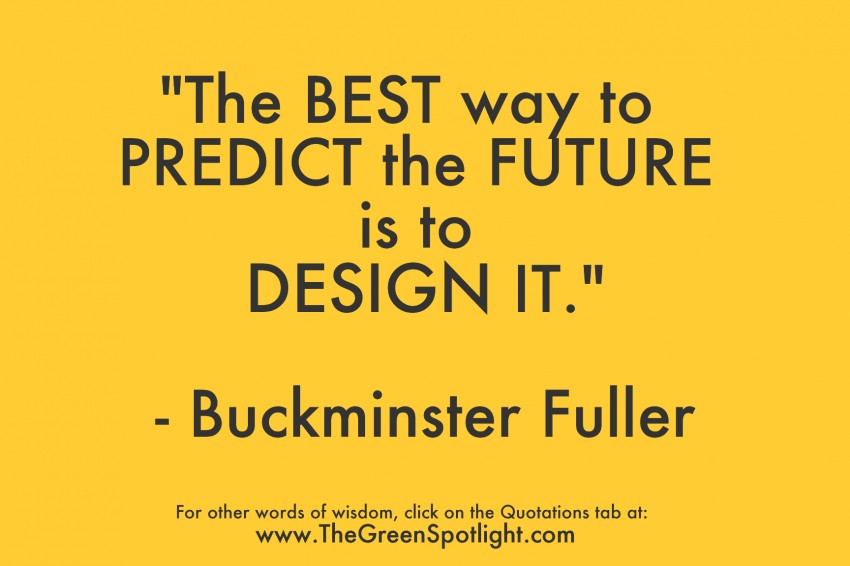 "The BEST way to
PREDICT the FUTURE
is to
DESIGN IT."
- Buckminster Fuller
For other words of wisdom, click on the Quotations tab at:
www.TheGreenSpotlight.com